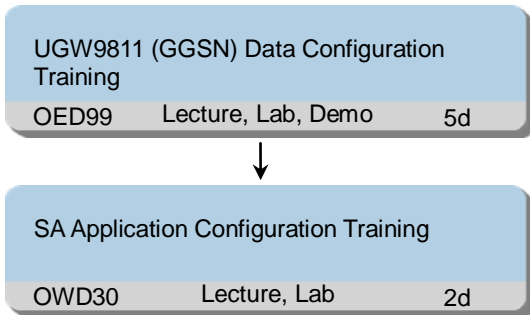 UGW9811 (GGSN) Data Configuration
Training
OED99 Lecture, Lab, Demo 5d
SA Application Configuration Training
OWD30 Lecture, Lab 2d